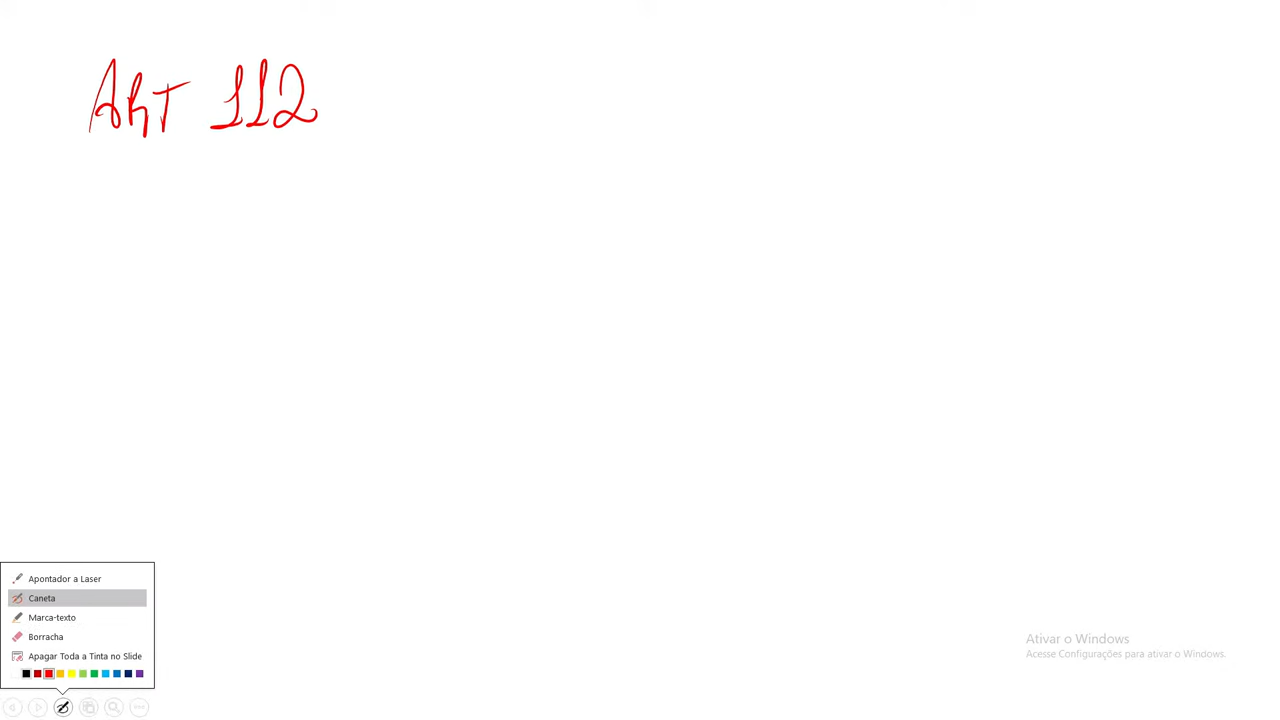 Art 112
Apontador a Laser
Caneta
Marca-texto
Borracha
Apagar Toda a Tinta no Slide
Ativar o Windows
Acesse Configurações para ativar o Windows.